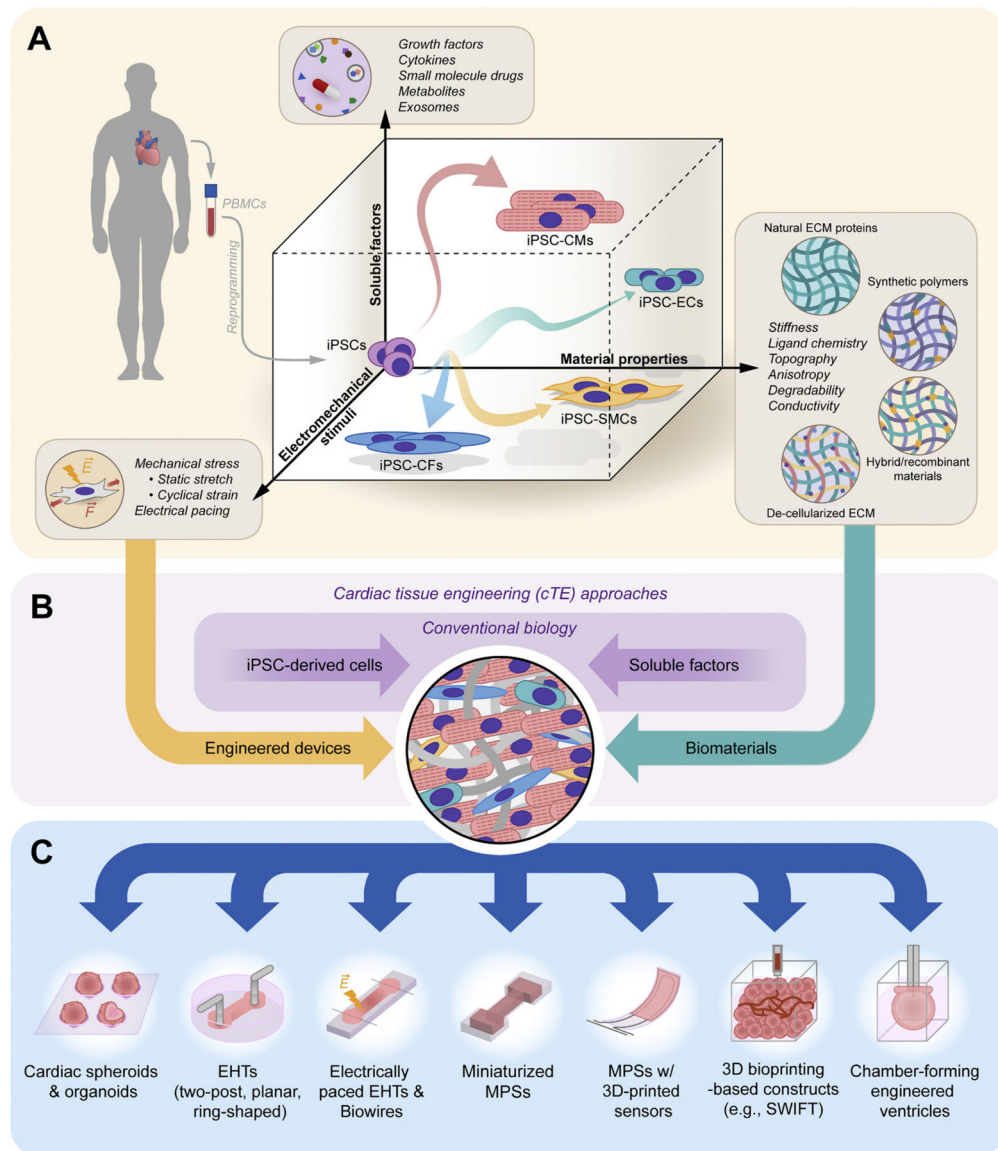 A
Growth factors
Cytokines
Small molecule drugs
Metabolites
Exosomes
PBMCs
Reprogramming
Soluble factors
iPSC-CMs
iPSC-ECs
iPSCs
Material properties
Electromechanical
stimuli
iPSC-SMCs
iPSC-CFs
Natural ECM proteins
Synthetic polymers
Stiffness
Ligand chemistry
Topography
Anisotropy
Degradability
Conductivity
Hybrid/recombinant
materials
De-cellularized ECM
E
F
Mechanical stress
• Static stretch
• Cyclical strain
Electrical pacing
B
Cardiac tissue engineering (cTE) approaches
Conventional biology
iPSC-derived cells
Soluble factors
Engineered devices
Biomaterials
C
E
Cardiac spheroids
& organoids
EHTs
(two-post, planar,
ring-shaped)
Electrically
paced EHTs &
Biowires
Miniaturized
MPSs
MPSs w/
3D-printed
sensors
3D bioprinting
-based constructs
(e.g., SWIFT)
Chamber-forming
engineered
ventricles